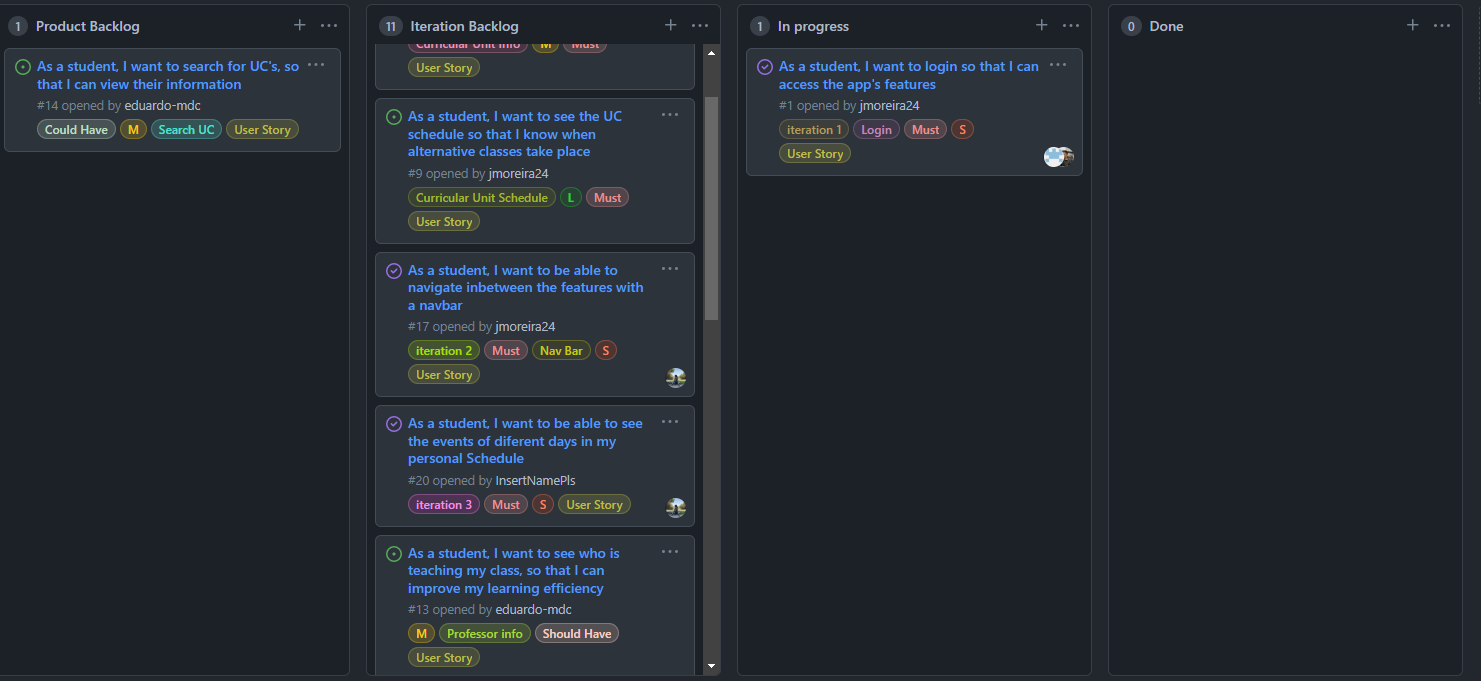 1 Product Backlog
As a student, I want to search for UC's, so
that I can view their information
#14 opened by eduardo-mdc
Could Have M Search UC User Story
11 Iteration Backlog
Curricular Unit Info M Must
User Story
As a student, I want to see the UC
schedule so that I know when
alternative classes take place
#9 opened by jmoreira24
Curricular Unit Schedule L Must
User Story
As a student, I want to be able to
navigate inbetween the features with
a navbar
#17 opened by jmoreira24
iteration 2 Must Nav Bar S
User Story
As a student, I want to be able to see
the events of diferent days in my
personal Schedule
#20 opened by InsertNamePls
iteration 3 Must S User Story
As a student, I want to see who is
teaching my class, so that I can
improve my learning efficiency
#13 opened by eduardo-mdc
M Professor info Should Have
User Story
1 In progress
As a student, I want to login so that I can
access the app's features
#1 opened by jmoreira24
iteration 1 Login Must S
User Story
0 Done